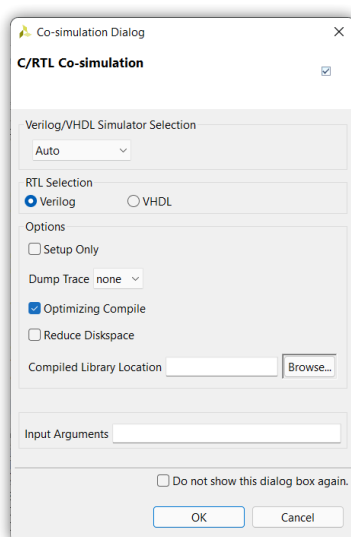 Co-simulation Dialog
C/RTL Co-simulation
Verilog/VHDL Simulator Selection
Auto
RTL Selection
Verilog
VHDL
Options
Setup Only
Dump Trace none
Optimizing Compile
Reduce Diskspace
Compiled Library Location Browse...
Input Arguments
Do not show this dialog box again.
OK
Cancel